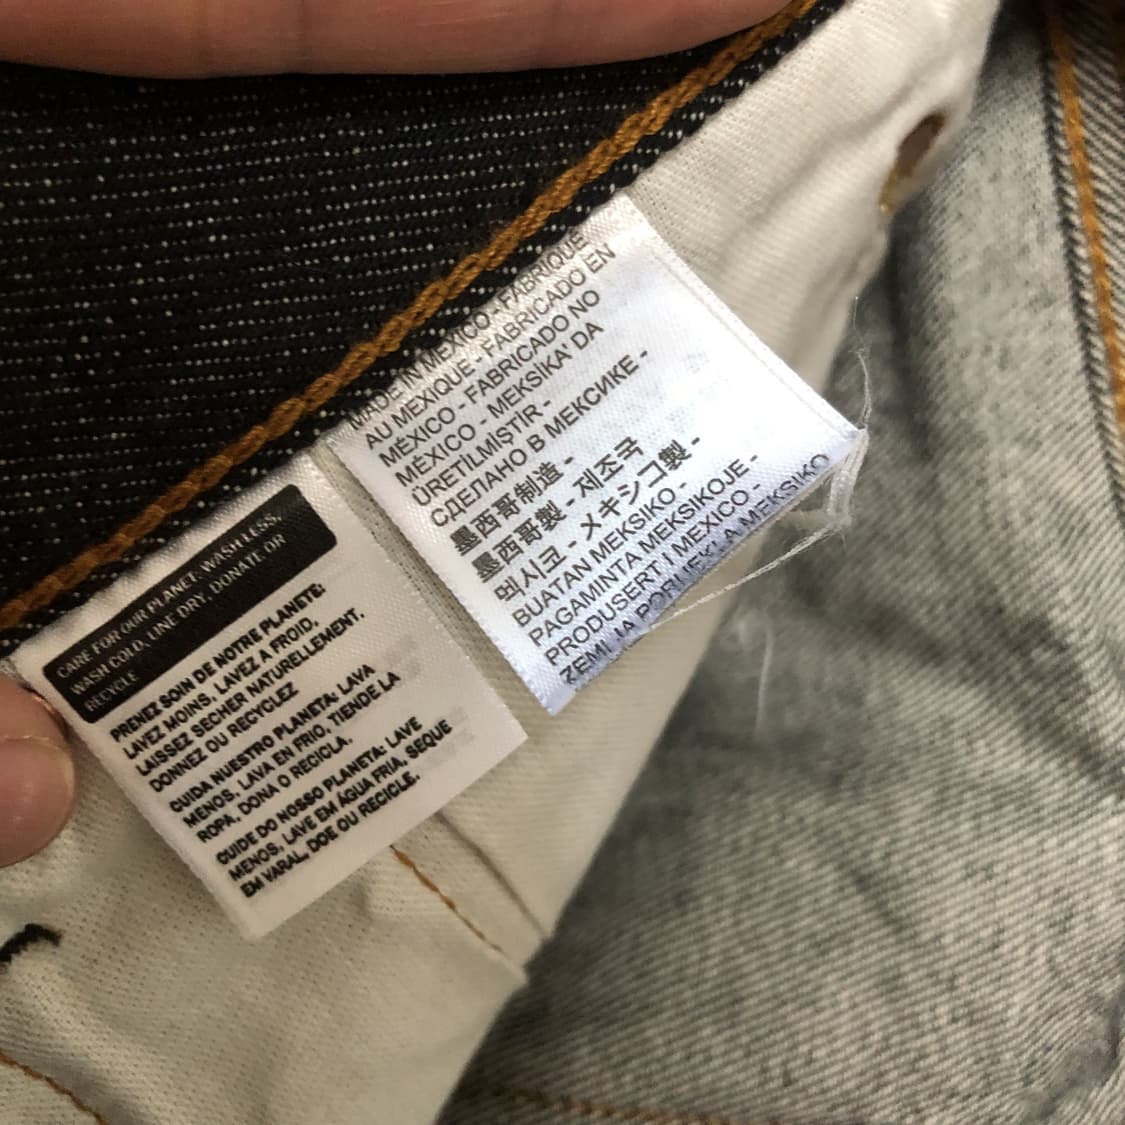 CARE FOR OUR PLANET: WASH LESS,
WASH COLD, LINE DRY, DONATE OR
RECYCLE
PRENEZ SOIN DE NOTRE PLANETE:
LAVEZ MOINS, LAVEZ A FROID,
LAISSEZ SECHER NATURELLEMENT.
DONNEZ OU RECYCLEZ
CUIDA NUESTRO PLANETA: LAVA
MENOS, LAVA EN FRIO, TIENDE LA
ROPA, DONA O RECICLA.
CUIDE DO NOSSO PLANETA: LAVE
MENOS, LAVE EM ÁGUA FRIA, SEQUE
EM VARAL, DOE OU RECICLE.
MADE IN MEXICO - FABRIQUE
AU MEXIQUE - FABRICADO EN
MÉXICO - FABRICADO NO
MÉXICO - MEKSİKA' DA
ÜRETİLMİŞTİR -
СДЕЛАНО В МЕКСИКЕ -
墨西哥制造 -
墨西哥製 - 제조국
멕시코 - メキシコ製 -
BUATAN MEKSIKO -
PAGAMINTA MEKSIKOJE -
PRODUSERT I MEXICO -
ZEMLJA PORIJEKLA MEKSIKO